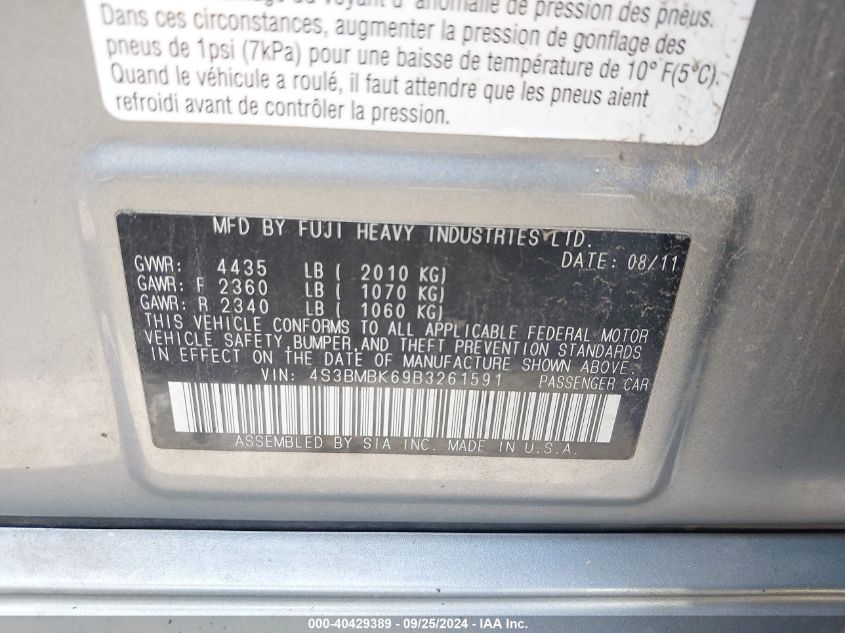 d'anomalie de pression des pneus.
Dans ces circonstances, augmenter la pression de gonflage des
pneus de 1psi (7kPa) pour une baisse de température de 10° F(5°C).
Quand le véhicule a roulé, il faut attendre que les pneus aient
refroidi avant de contrôler la pression.
MFD BY FUJI HEAVY INDUSTRIES LTD.
DATE: 08/11
GVWR: 4435 LB ( 2010 KG)
GAWR: F 2360 LB ( 1070 KG)
GAWR: R 2340 LB ( 1060 KG)
THIS VEHICLE CONFORMS TO ALL APPLICABLE FEDERAL MOTOR
VEHICLE SAFETY,BUMPER,AND THEFT PREVENTION STANDARDS
IN EFFECT ON THE DATE OF MANUFACTURE SHOWN ABOVE.
VIN: 4S3BMBK69B3261591 PASSENGER CAR
ASSEMBLED BY SIA INC. MADE IN U.S.A.
000-40429389 - 09/25/2024 - IAA Inc.